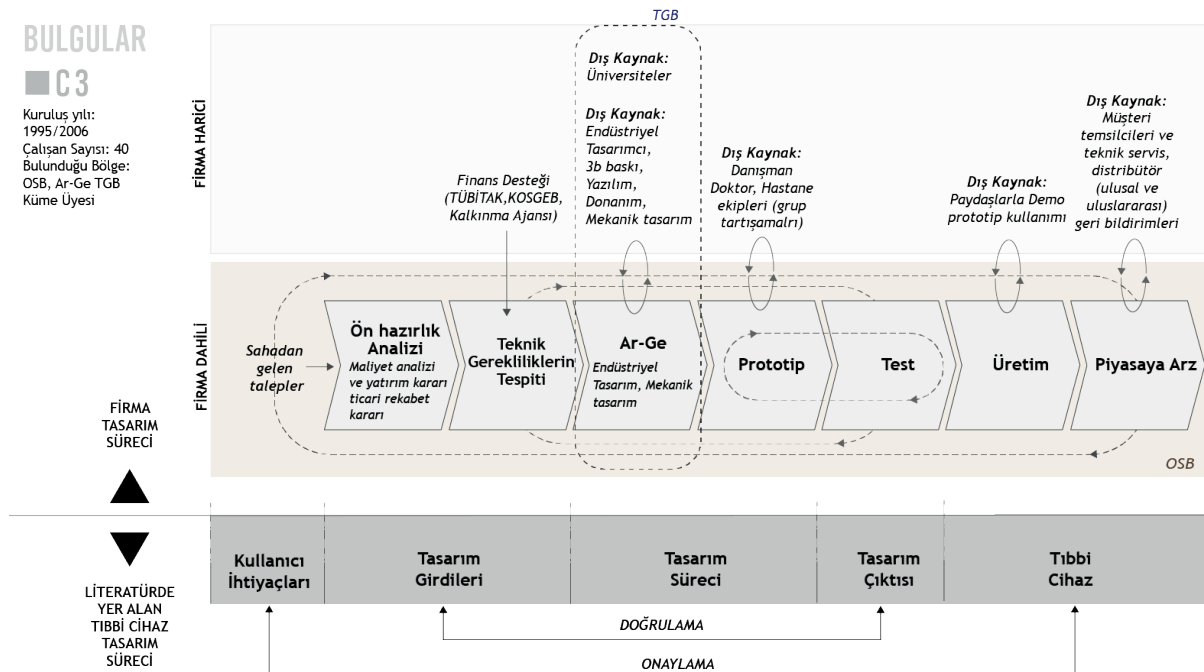 BULGULAR
C3
Kuruluş yılı:
1995/2006
Çalışan Sayısı: 40
Bulunduğu Bölge:
OSB, Ar-Ge TGB
Küme Üyesi
TGB
FİRMA HARİCİ
Finans Desteği
(TÜBİTAK,KOSGEB,
Kalkınma Ajansı)
Dış Kaynak:
Üniversiteler
Dış Kaynak:
Endüstriyel
Tasarımcı,
3b baskı,
Yazılım,
Donanım,
Mekanik tasarım
Dış Kaynak:
Danışman
Doktor, Hastane
ekipleri (grup
tartışamalrı)
Dış Kaynak:
Paydaşlarla Demo
prototip kullanımı
Dış Kaynak:
Müşteri
temsilcileri ve
teknik servis,
distribütör
(ulusal ve
uluslararası)
geri bildirimleri
FİRMA DAHİLİ
Sahadan
gelen
talepler
Ön hazırlık
Analizi
Maliyet analizi
ve yatırım kararı
ticari rekabet
kararı
Teknik
Gerekliliklerin
Tespiti
Ar-Ge
Endüstriyel
Tasarım, Mekanik
tasarım
Prototip
Test
Üretim
Piyasaya Arz
OSB
FİRMA
TASARIM
SÜRECİ
LİTERATÜRDE
YER ALAN
TIBBİ CİHAZ
TASARIM
SÜRECİ
Kullanıcı
İhtiyaçları
Tasarım
Girdileri
Tasarım
Süreci
Tasarım
Çıktısı
Tıbbi
Cihaz
DOĞRULAMA
ONAYLAMA